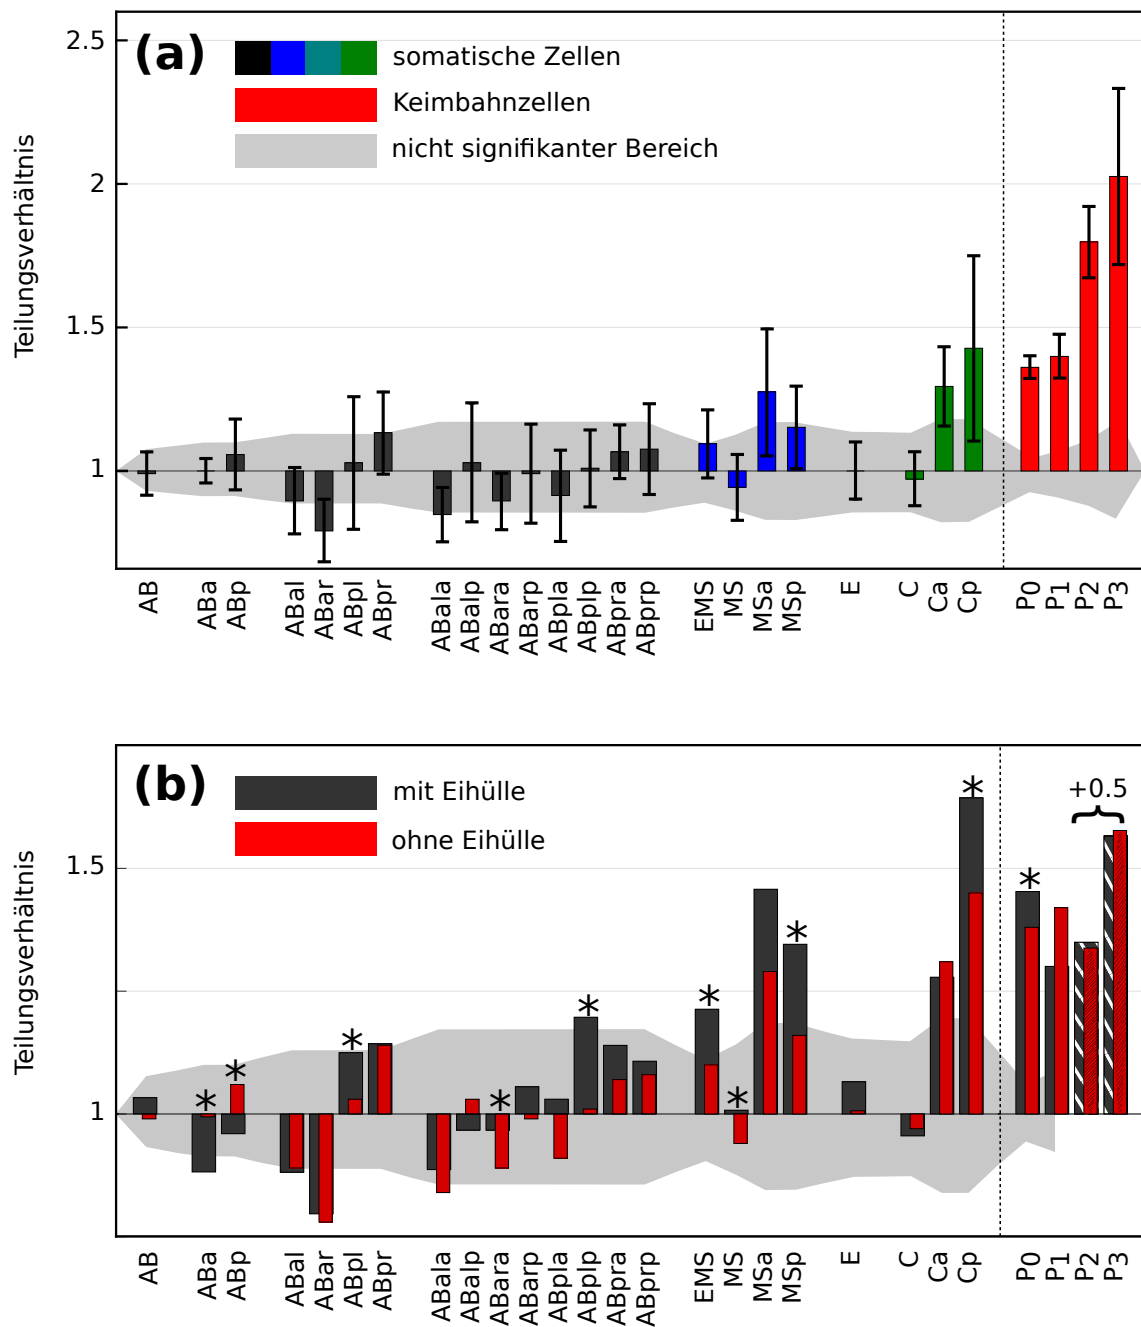 (a)
somatische Zellen
Keimbahnzellen
nicht signifikanter Bereich
Teilungsverhältnis
2.5
2
1.5
1
AB ABa ABp ABal ABar ABpl ABpr ABala ABalp ABara ABarp ABpla ABplp ABpra ABprp EMS MS MSa MSp E C Ca Cp P0 P1 P2 P3
(b)
mit Eihülle
ohne Eihülle
+0.5
Teilungsverhältnis
1.5
1
* * * * * * * * * *
AB ABa ABp ABal ABar ABpl ABpr ABala ABalp ABara ABarp ABpla ABplp ABpra ABprp EMS MS MSa MSp E C Ca Cp P0 P1 P2 P3